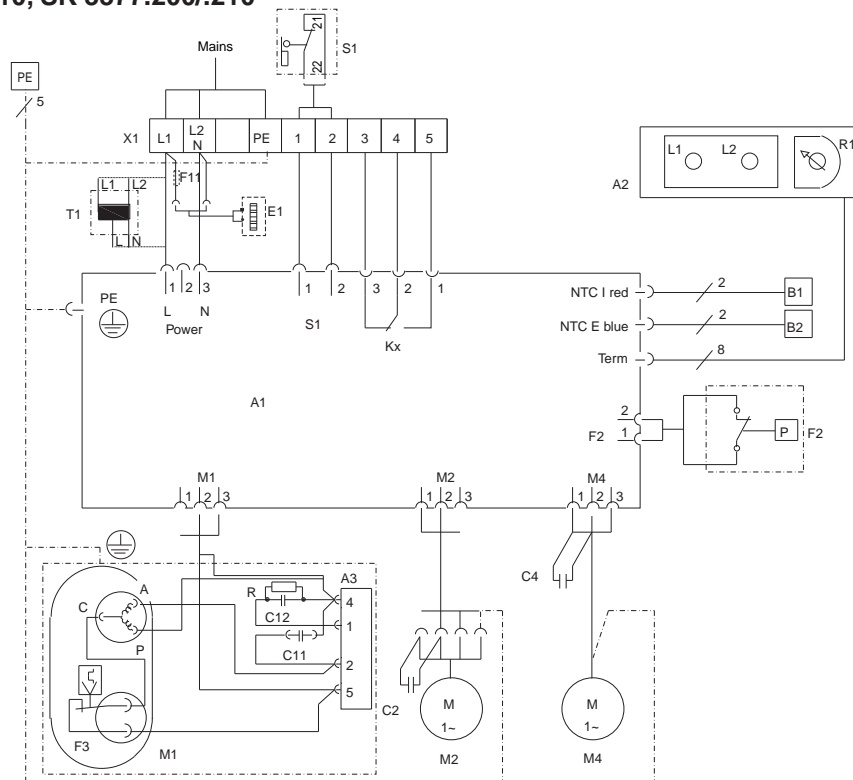 Mains
21
22
S1
PE
5
X1
L1
L2
N
PE
1
2
3
4
5
L1
L2
R1
A2
L1
L2
T1
L
N
F11
E1
1
2
3
1
2
3
2
1
PE
L
N
Power
S1
Kx
NTC I red
2
B1
NTC E blue
2
B2
Term
8
A1
2
F2
1
P
F2
M1
1
2
3
M2
1
2
3
M4
1
2
3
A
C
P
R
C12
C11
A3
4
1
2
5
F3
M1
C4
C2
M
1~
M2
M
1~
M4